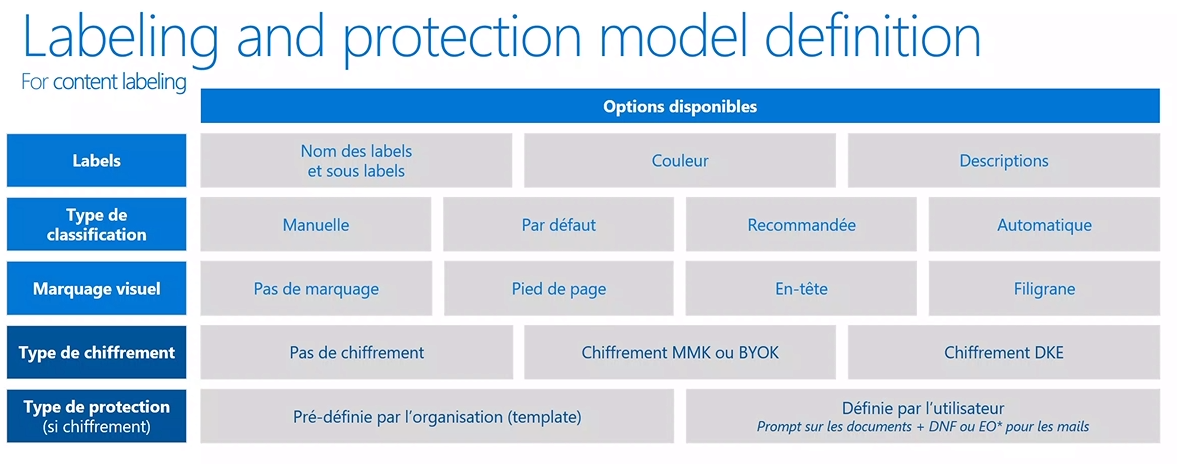 Labeling and protection model definition
For content labeling
Options disponibles
Labels
Nom des labels
et sous labels
Couleur
Descriptions
Type de
classification
Manuelle
Par défaut
Recommandée
Automatique
Marquage visuel
Pas de marquage
Pied de page
En-tête
Filigrane
Type de chiffrement
Pas de chiffrement
Chiffrement MMK ou BYOK
Chiffrement DKE
Type de protection
(si chiffrement)
Pré-définie par l'organisation (template)
Définie par l'utilisateur
Prompt sur les documents + DNF ou EO* pour les mails